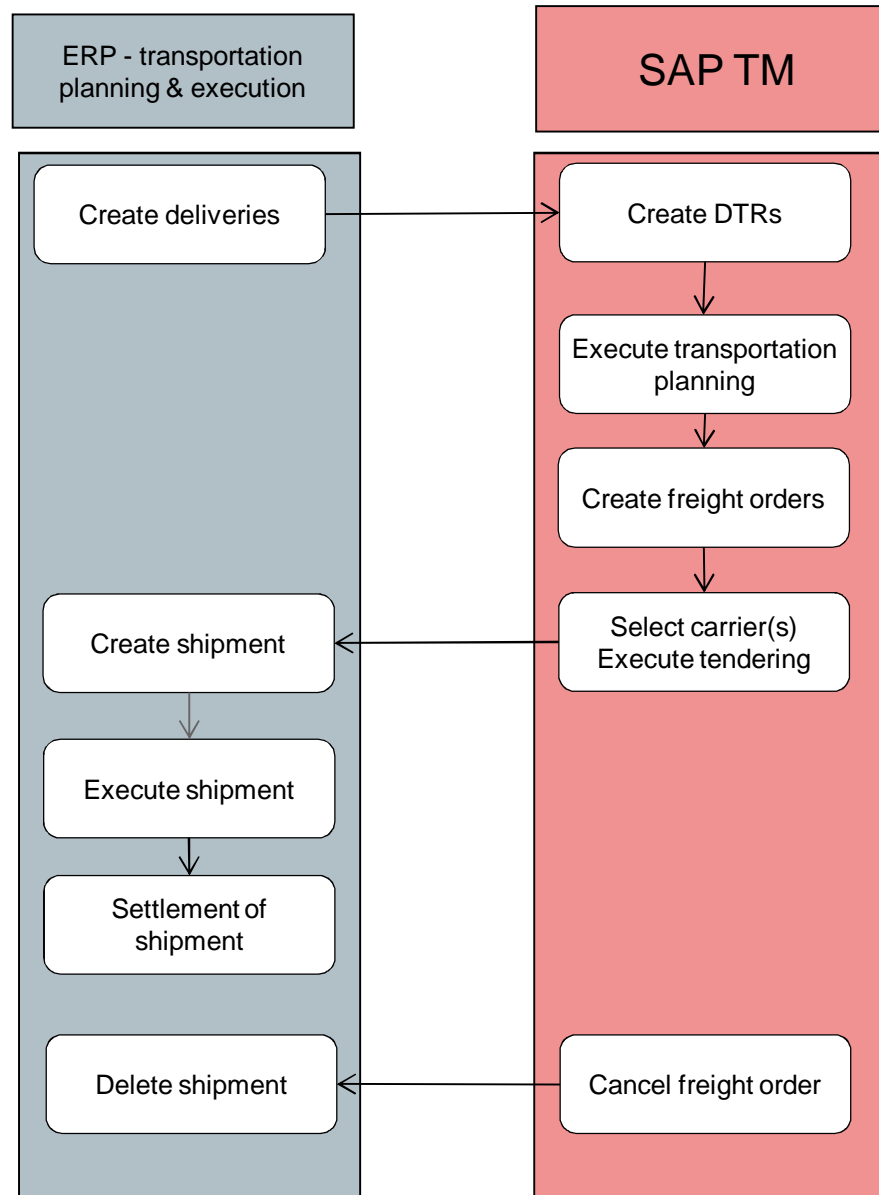 ERP - transportation
planning & execution
SAP TM
Create deliveries
Create DTRs
Execute transportation
planning
Create freight orders
Select carrier(s)
Execute tendering
Create shipment
Execute shipment
Settlement of
shipment
Delete shipment
Cancel freight order